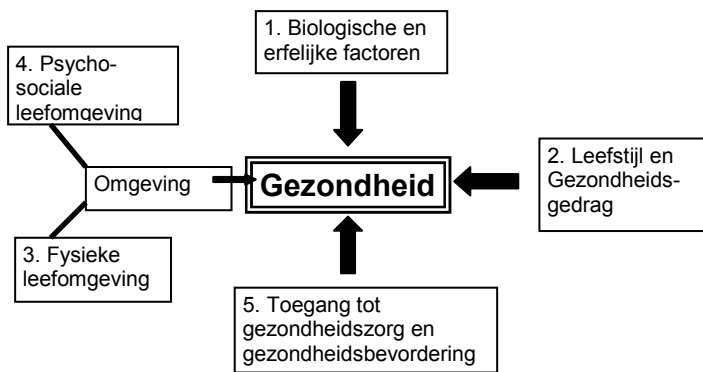 1. Biologische en
erfelijke factoren
4. Psycho-
sociale
leefomgeving
Omgeving
Gezondheid
2. Leefstijl en
Gezondheids-
gedrag
3. Fysieke
leefomgeving
5. Toegang tot
gezondheidszorg en
gezondheidsbevordering